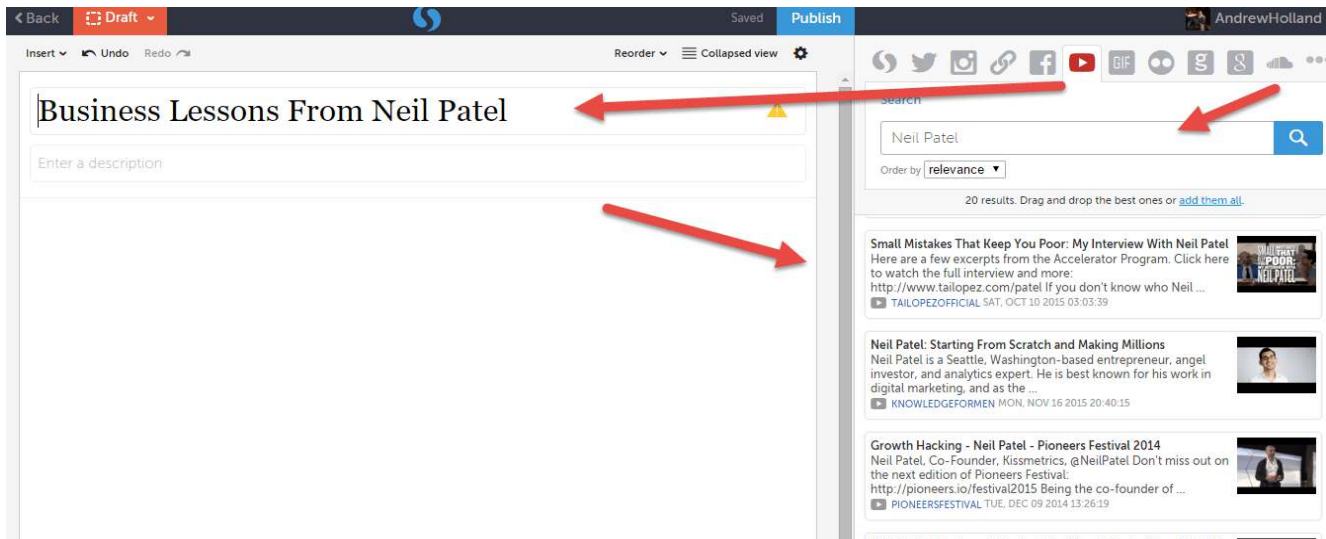 Back Draft Saved Publish AndrewHolland
Insert Undo Redo Reorder Collapsed view
GIF
Business Lessons From Neil Patel
Enter a description
Search
Neil Patel
Order by relevance
20 results. Drag and drop the best ones or add them all.
Small Mistakes That Keep You Poor: My Interview With Neil Patel
Here are a few excerpts from the Accelerator Program. Click here
to watch the full interview and more:
http://www.tailopez.com/patel If you don't know who Neil ...
TAILOPEZOFFICIAL SAT, OCT 10 2015 03:03:39
SMALL THAT
POOR:
NEIL PATEL
Neil Patel: Starting From Scratch and Making Millions
Neil Patel is a Seattle, Washington-based entrepreneur, angel
investor, and analytics expert. He is best known for his work in
digital marketing, and as the ...
KNOWLEDGEFORMEN MON, NOV 16 2015 20:40:15
Growth Hacking - Neil Patel - Pioneers Festival 2014
Neil Patel, Co-Founder, Kissmetrics, @NeilPatel Don't miss out on
the next edition of Pioneers Festival:
http://pioneers.io/festival2015 Being the co-founder of ...
PIONEERSFESTIVAL TUE, DEC 09 2014 13:26:19